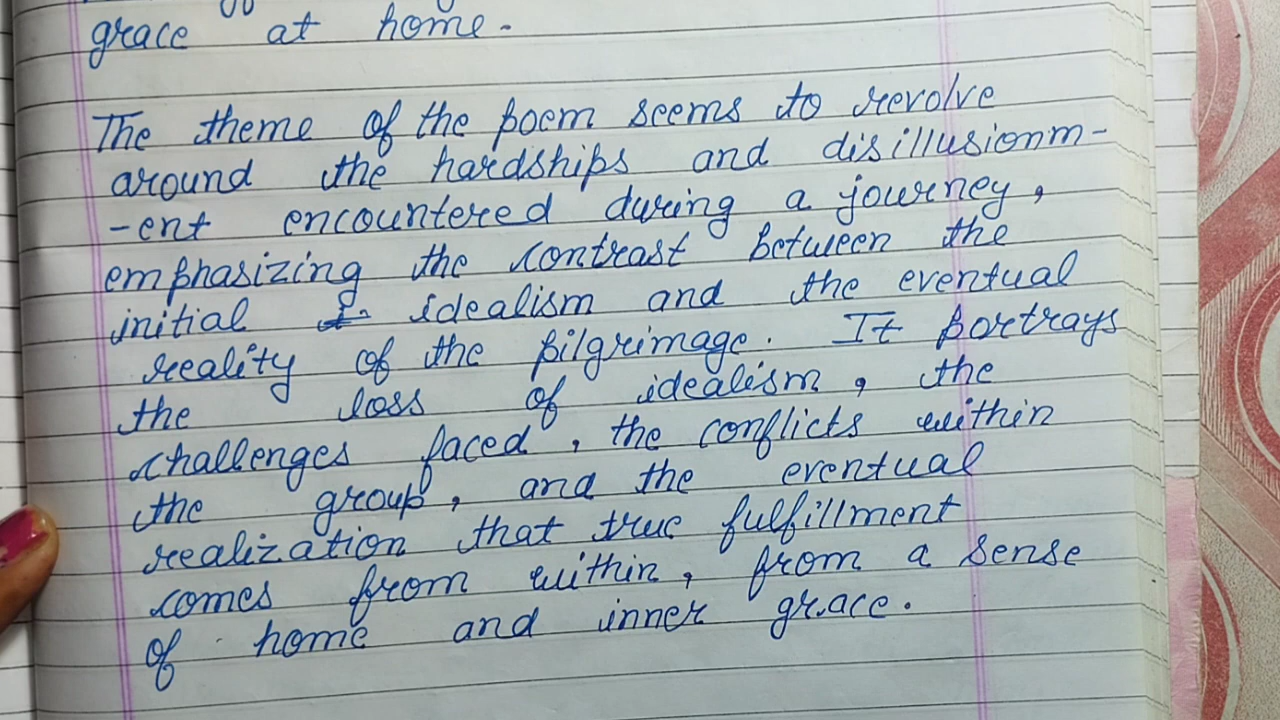 grace at home.
The theme of the poem seems to revolve
around the hardships and disillusionm-
-ent encountered during a journey,
emphasizing the contrast between the
initial idealism and the eventual
reality of the pilgrimage. It portrays
the loss of idealism, the
challenges faced, the conflicts within
the group, and the eventual
realization that true fulfillment
comes from within, from a sense
of home and inner grace.